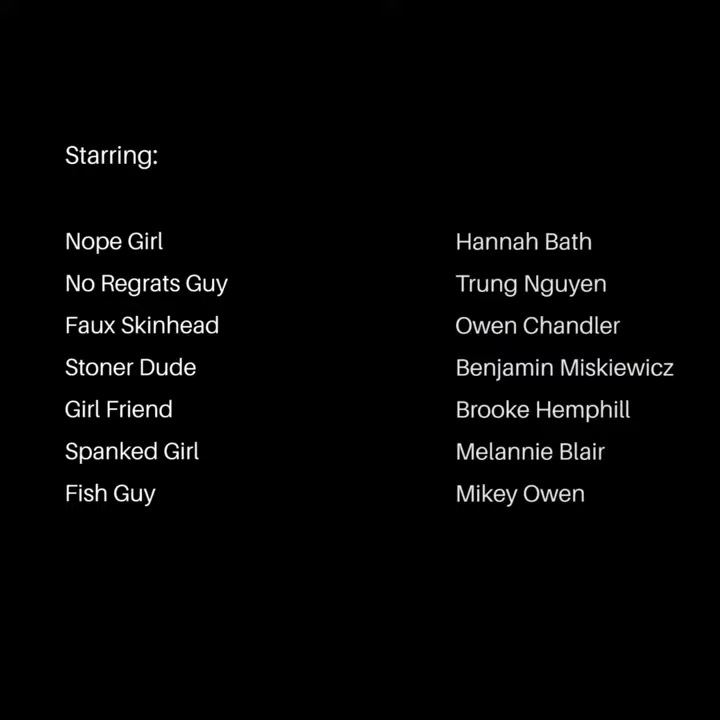 Starring:
Nope Girl Hannah Bath
No Regrats Guy Trung Nguyen
Faux Skinhead Owen Chandler
Stoner Dude Benjamin Miskiewicz
Girl Friend Brooke Hemphill
Spanked Girl Melannie Blair
Fish Guy Mikey Owen